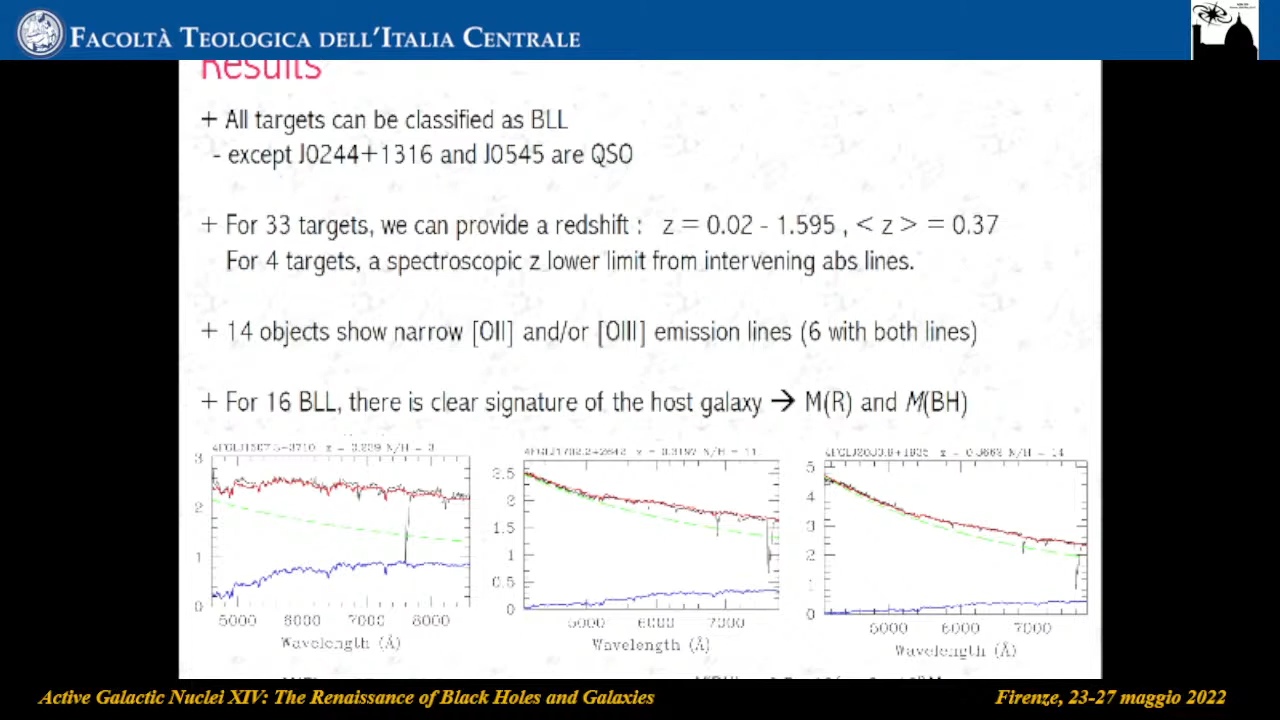 FACOLTÀ TEOLOGICA DELL'ITALIA CENTRALE
Results
+ All targets can be classified as BLL
- except J0244+1316 and J0545 are QSO
+ For 33 targets, we can provide a redshift : z = 0.02 - 1.595 , < z > = 0.37
For 4 targets, a spectroscopic z lower limit from intervening abs lines.
+ 14 objects show narrow [OII] and/or [OIII] emission lines (6 with both lines)
+ For 16 BLL, there is clear signature of the host galaxy → M(R) and M(BH)
N/H = 3
N/H = 11
N/H = 14
3
2
1
0
5000 6000 7000 8000
Wavelength (Å)
2
1.5
1
0.5
0
5000 6000 7000
Wavelength (Å)
5
4
3
2
1
0
5000 6000 7000
Wavelength (Å)
Active Galactic Nuclei XIV: The Renaissance of Black Holes and Galaxies
Firenze, 23-27 maggio 2022